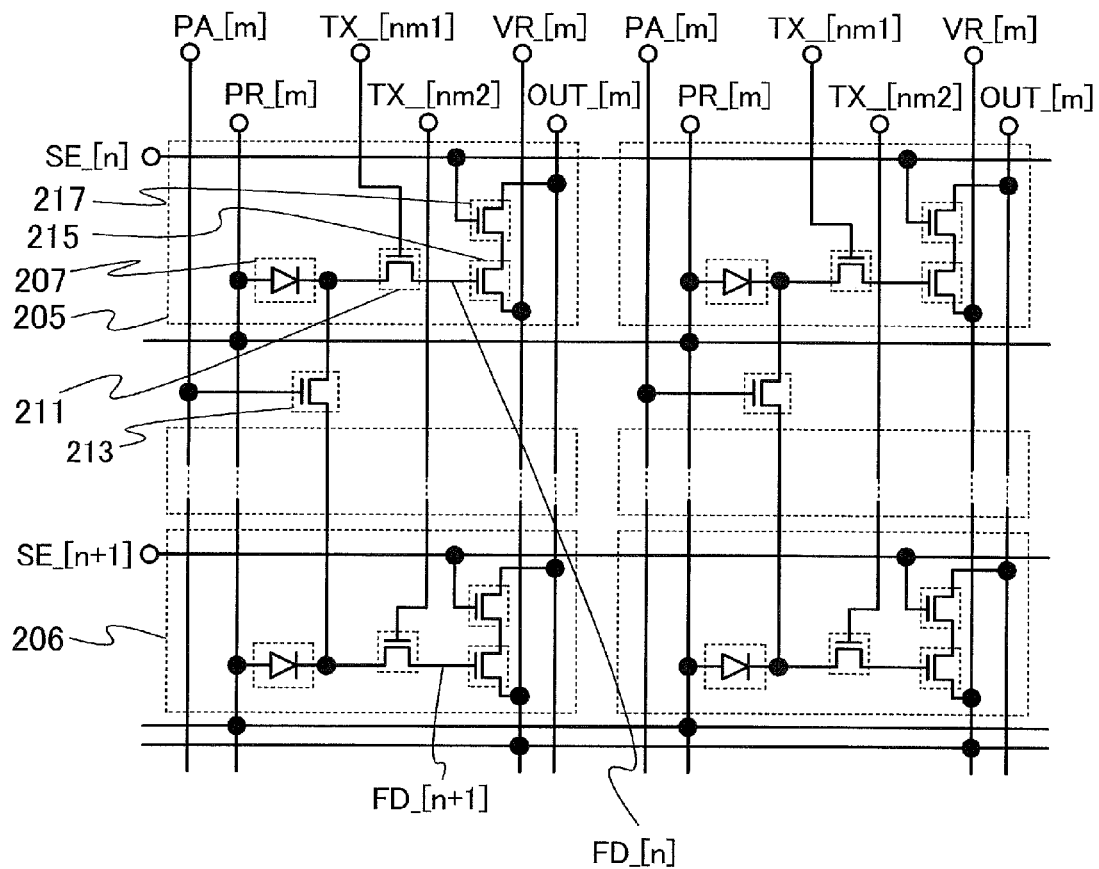 PA_[m] TX_[nm1] VR_[m] PA_[m] TX_[nm1] VR_[m]
PR_[m] TX_[nm2] OUT_[m] PR_[m] TX_[nm2] OUT_[m]
SE_[n]
217
215
207
205
211
213
SE_[n+1]
206
FD_[n+1]
FD_[n]